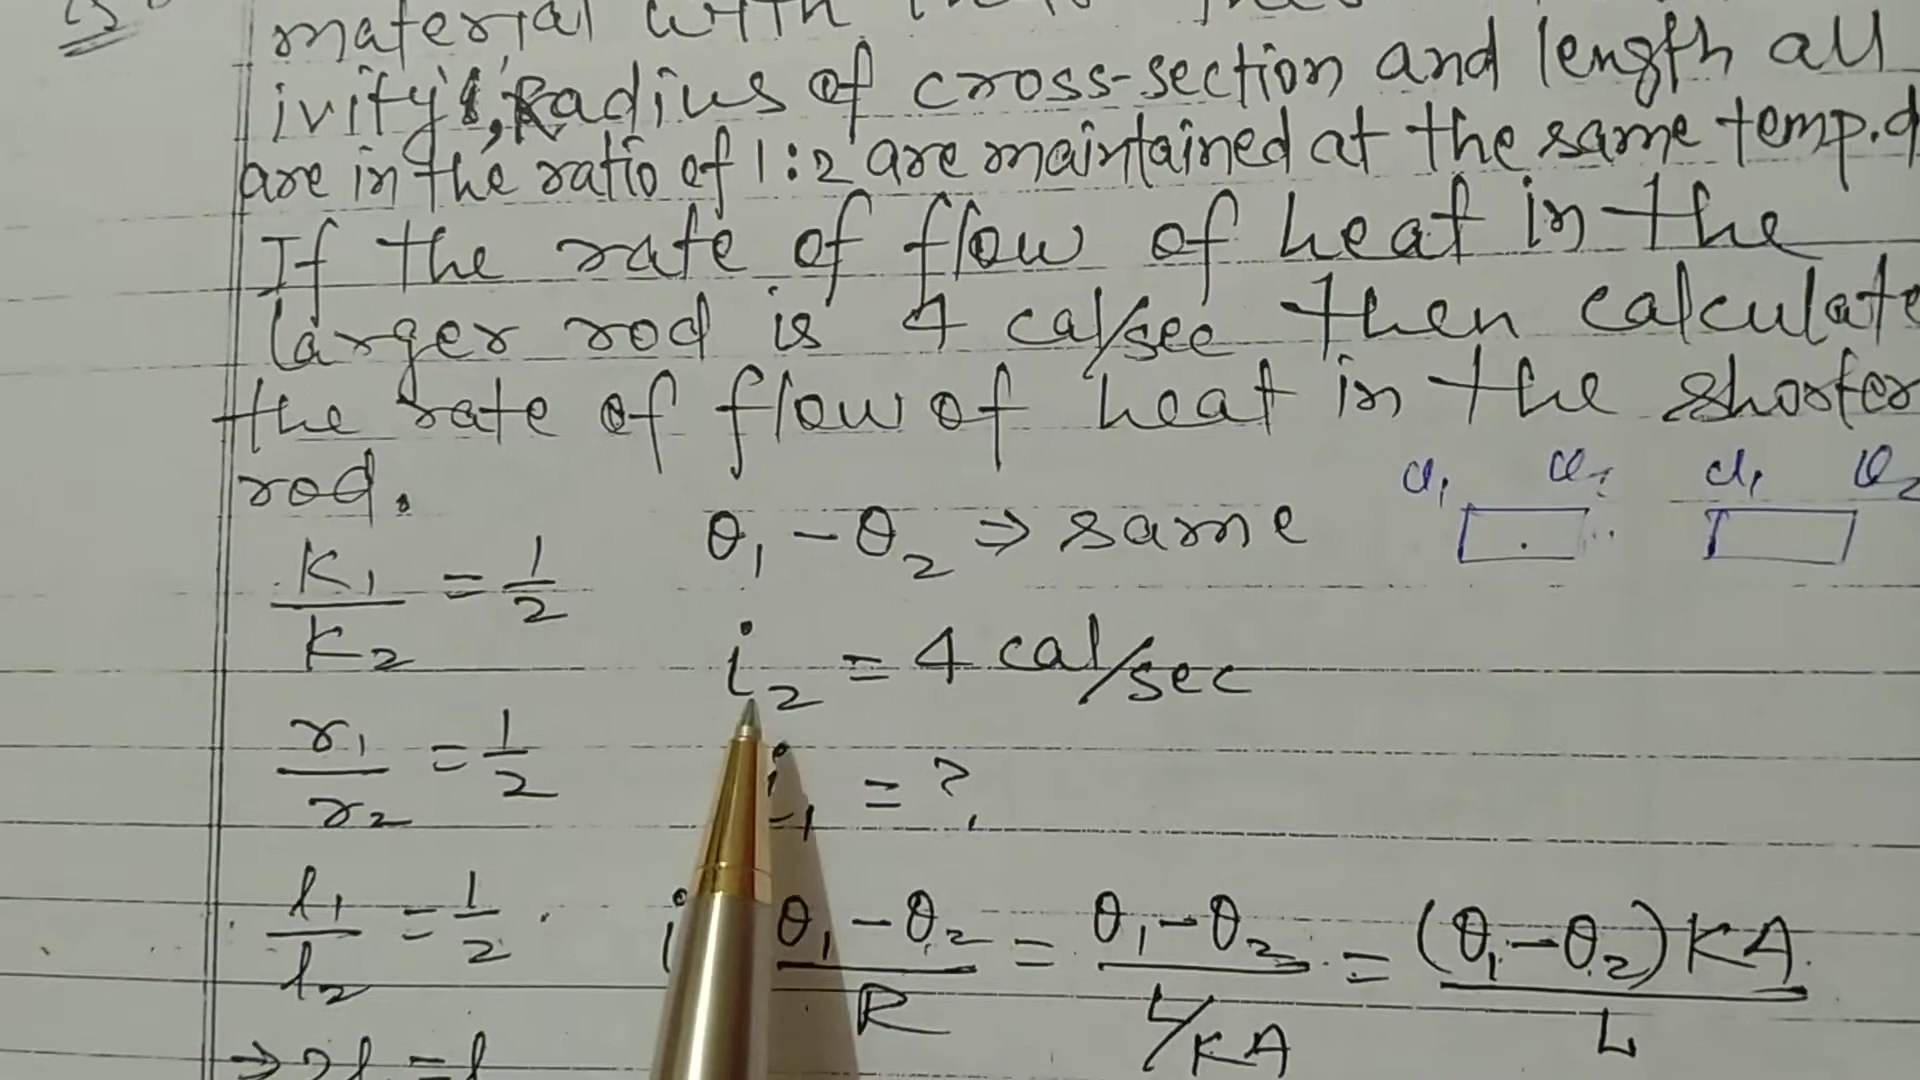 material with
ivity, Radius of cross-section and length all
are in the ratio of 1:2 are maintained at the same temp.d
If the rate of flow of heat in the
larger rod is 4 cal/sec then calculate
the rate of flow of heat in the shorter
rod.
θ₁ - θ₂ ⇒ same
K₁/K₂ = 1/2
i₂ = 4 cal/sec
r₁/r₂ = 1/2
i₁ = ?
l₁/l₂ = 1/2
i θ₁-θ₂/R = θ₁-θ₂/L/KA = (θ₁-θ₂)KA/L